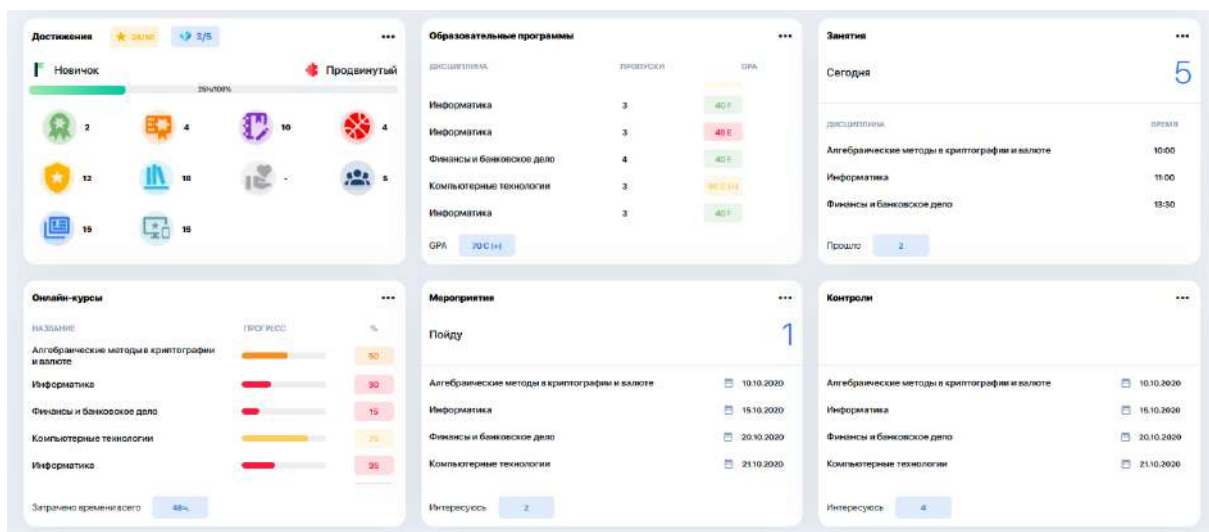 Достижения 3/5
Новичок Продвинутый
25%/100%
2 4 10 4
12 18 - 5
15 15
Образовательные программы
ДИСЦИПЛИНА ПРОПУСКИ GPA
Информатика 3 40 F
Информатика 3 45 E
Финансы и банковское дело 4 40 E
Компьютерные технологии 3
Информатика 3 40 F
GPA 70 C (+)
Занятия
Сегодня 5
ДИСЦИПЛИНА ВРЕМЯ
Алгебраические методы в криптографии и валюте 10:00
Информатика 11:00
Финансы и банковское дело 13:30
Прошло 2
Онлайн-курсы
НАЗВАНИЕ ПРОГРЕСС %
Алгебраические методы в криптографии
и валюте 50
Информатика 30
Финансы и банковское дело 15
Компьютерные технологии
Информатика 35
Затрачено времени всего 48ч.
Мероприятия
Пойду 1
Алгебраические методы в криптографии и валюте 10.10.2020
Информатика 15.10.2020
Финансы и банковское дело 20.10.2020
Компьютерные технологии 21.10.2020
Интересуюсь 2
Контроли
Алгебраические методы в криптографии и валюте 10.10.2020
Информатика 15.10.2020
Финансы и банковское дело 20.10.2020
Компьютерные технологии 21.10.2020
Интересуюсь 4